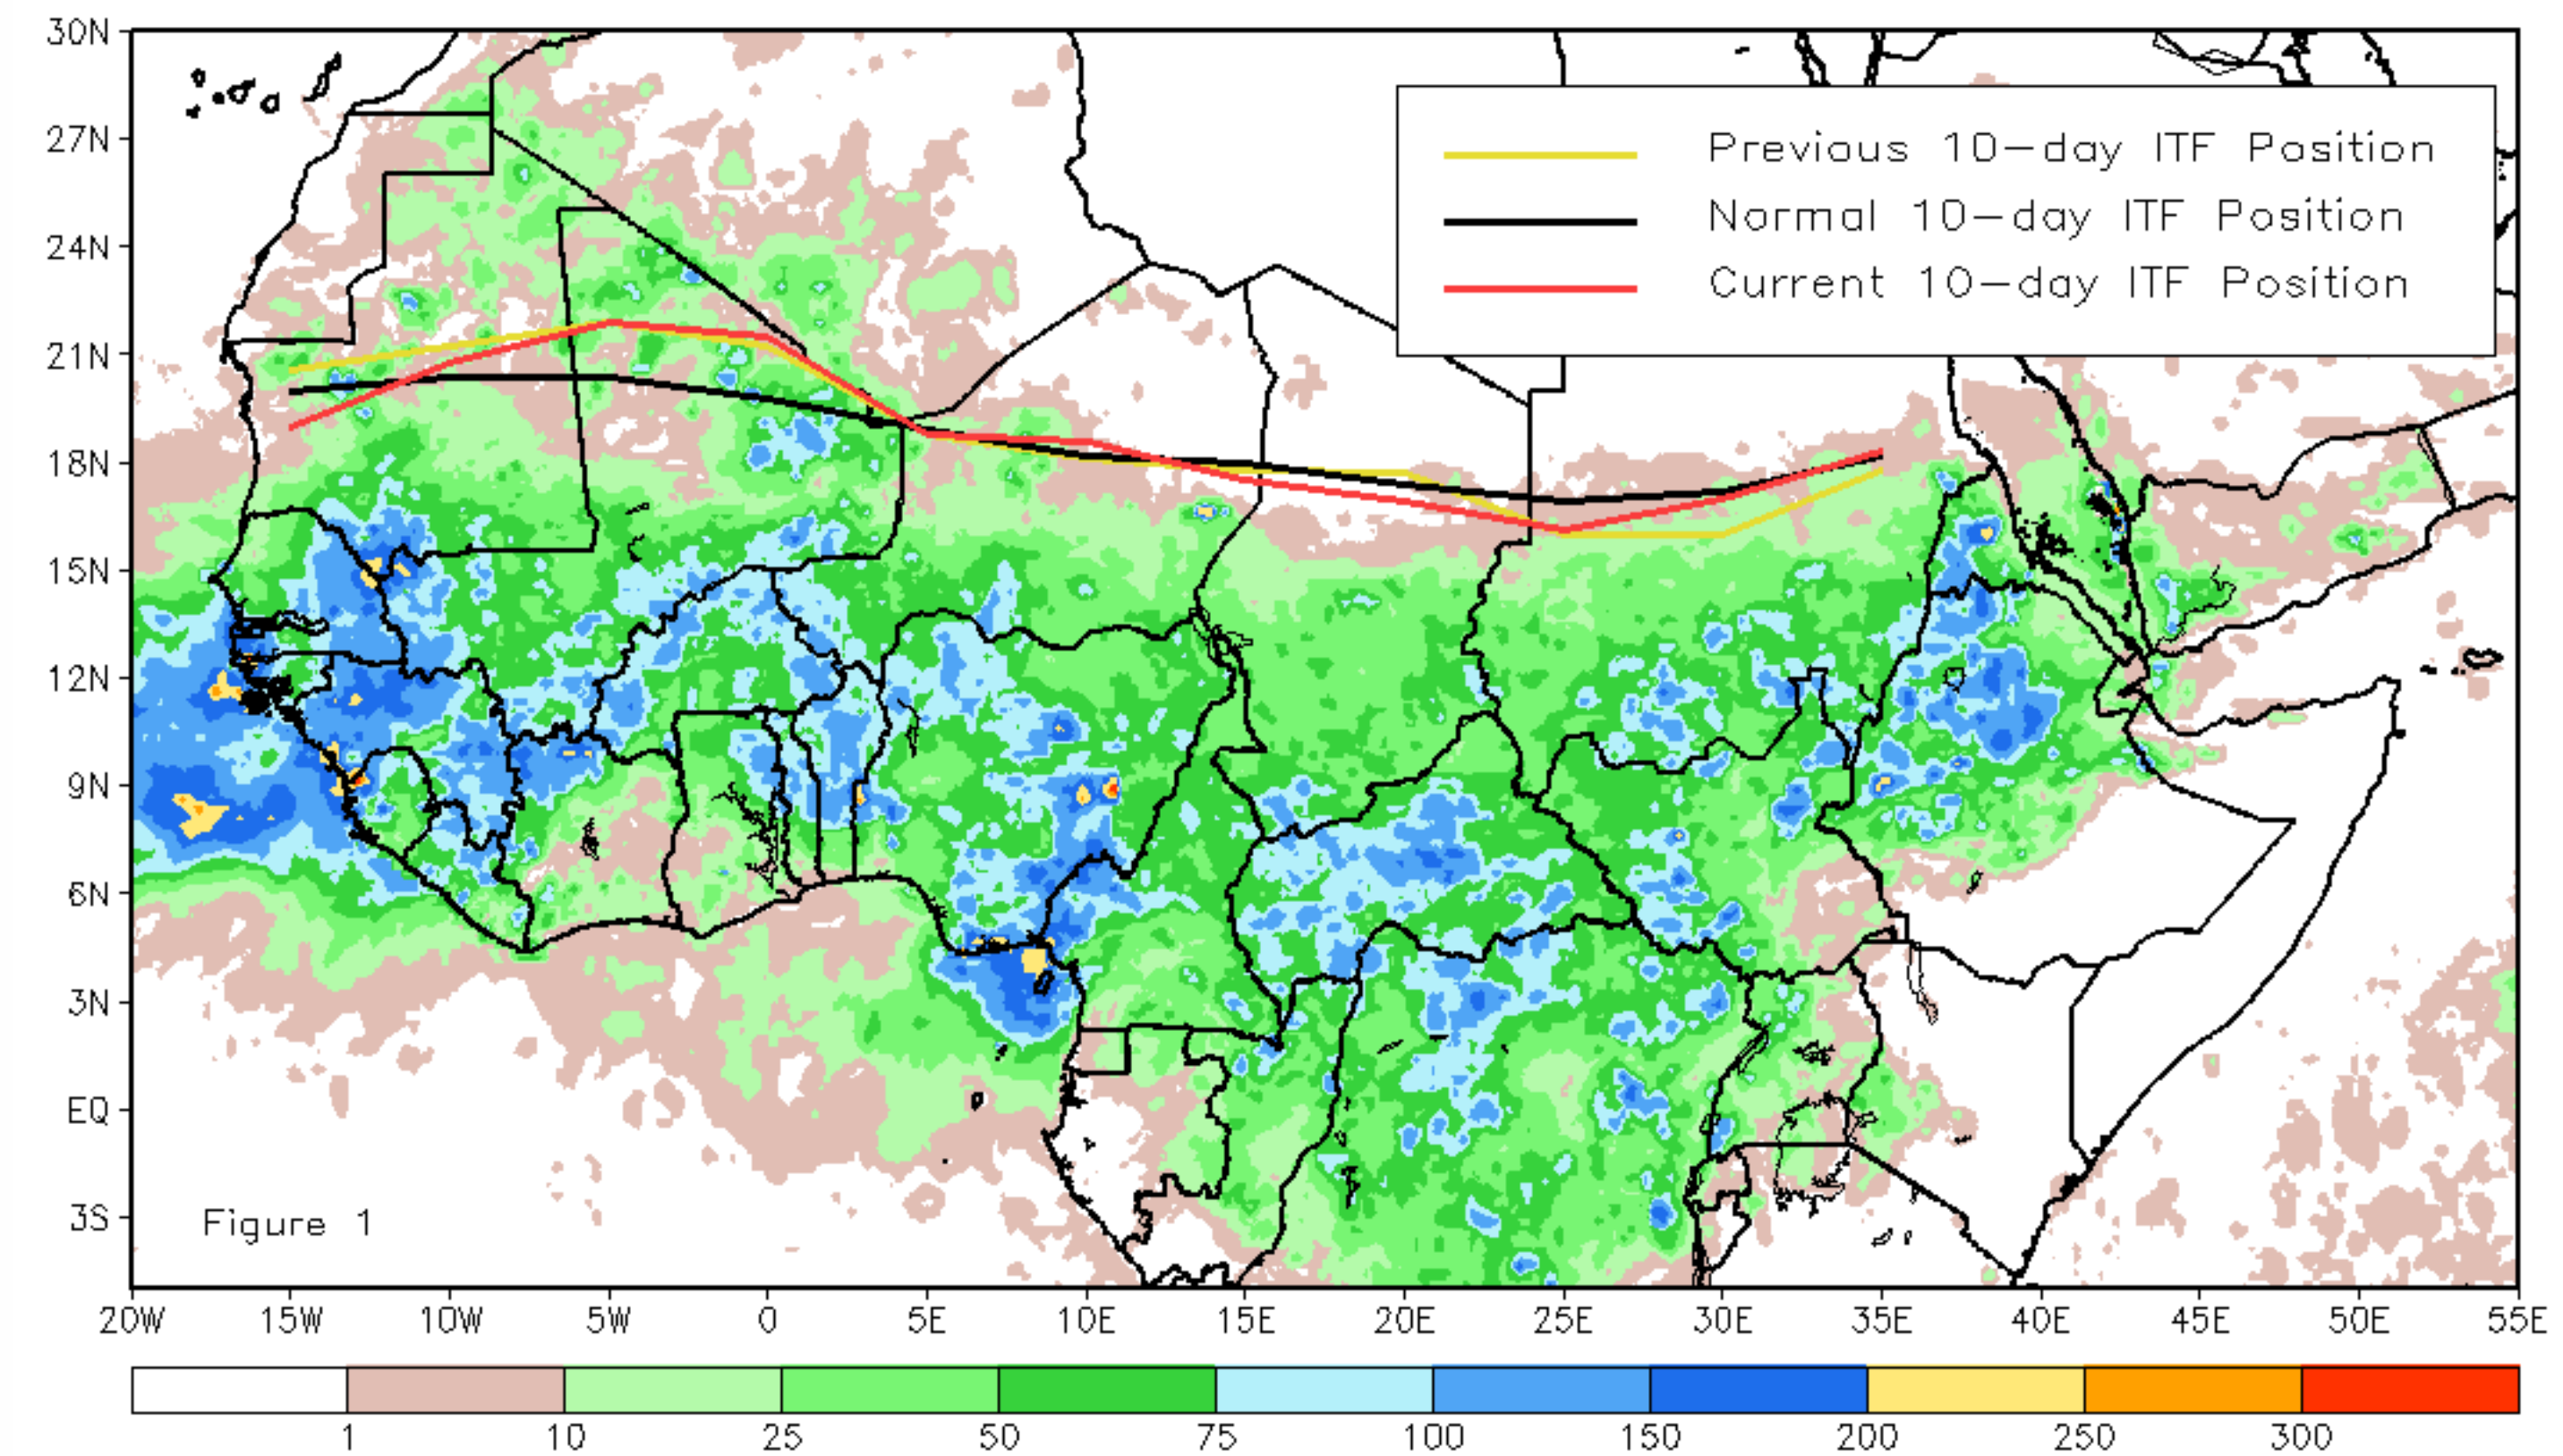 30N
27N
24N
21N
18N
15N
12N
9N
6N
3N
EQ
3S
Previous 10-day ITF Position
Normal 10-day ITF Position
Current 10-day ITF Position
Figure 1
20W 15W 10W 5W 0 5E 10E 15E 20E 25E 30E 35E 40E 45E 50E 55E
1 10 25 50 75 100 150 200 250 300